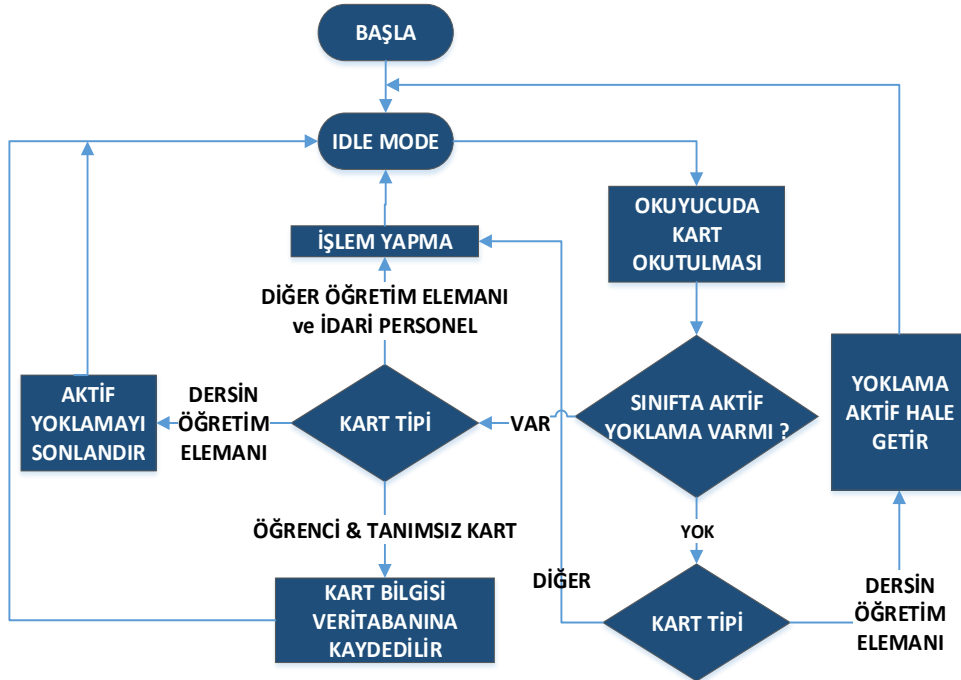 BAŞLA
IDLE MODE
OKUYUCUDA
KART
OKUTULMASI
İŞLEM YAPMA
DİĞER ÖĞRETİM ELEMANI
ve İDARİ PERSONEL
AKTİF
YOKLAMAYI
SONLANDIR
DERSİN
ÖĞRETİM
ELEMANI
KART TİPİ
VAR
SINIFTA AKTİF
YOKLAMA VARMI ?
YOKLAMA
AKTİF HALE
GETİR
ÖĞRENCİ & TANIMSIZ KART
YOK
KART BİLGİSİ
VERİTABANINA
KAYDEDİLİR
DİĞER
KART TİPİ
DERSİN
ÖĞRETİM
ELEMANI